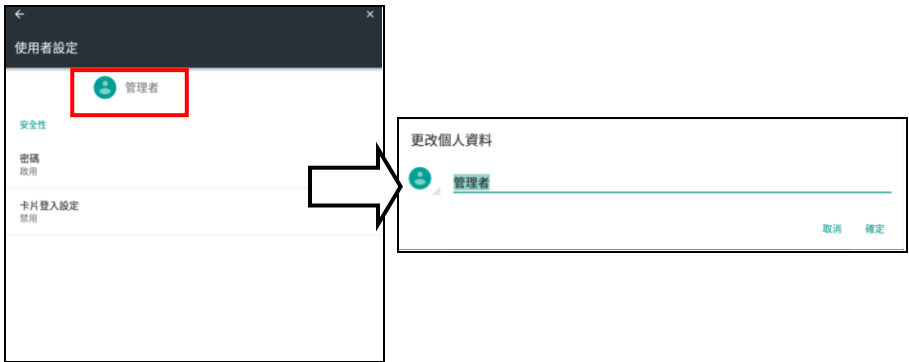 使用者設定
管理者
安全性
密碼
啟用
卡片登入設定
禁用
更改個人資料
管理者
取消 確定